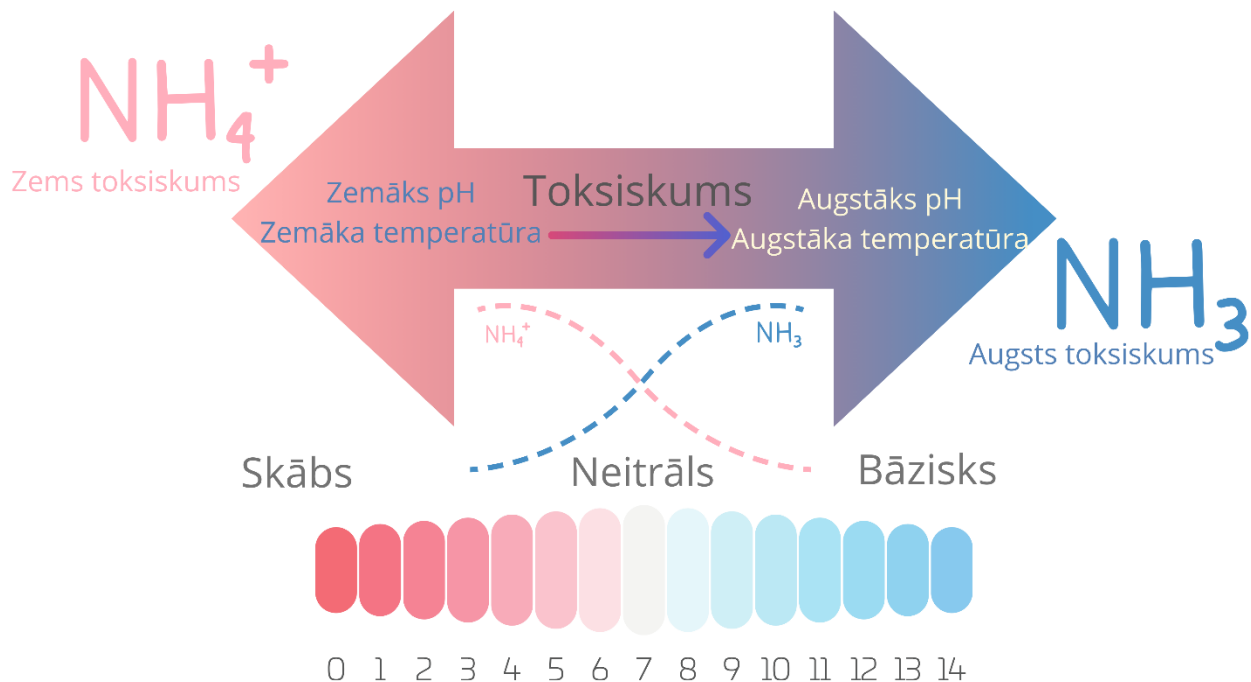 NH₄⁺
Zems toksiskums
Zemāks pH
Zemāka temperatūra
Toksiskums
Augstāks pH
Augstāka temperatūra
NH₃
Augsts toksiskums
NH₄⁺
NH₃
Skābs
Neitrāls
Bāzisks
0 1 2 3 4 5 6 7 8 9 10 11 12 13 14